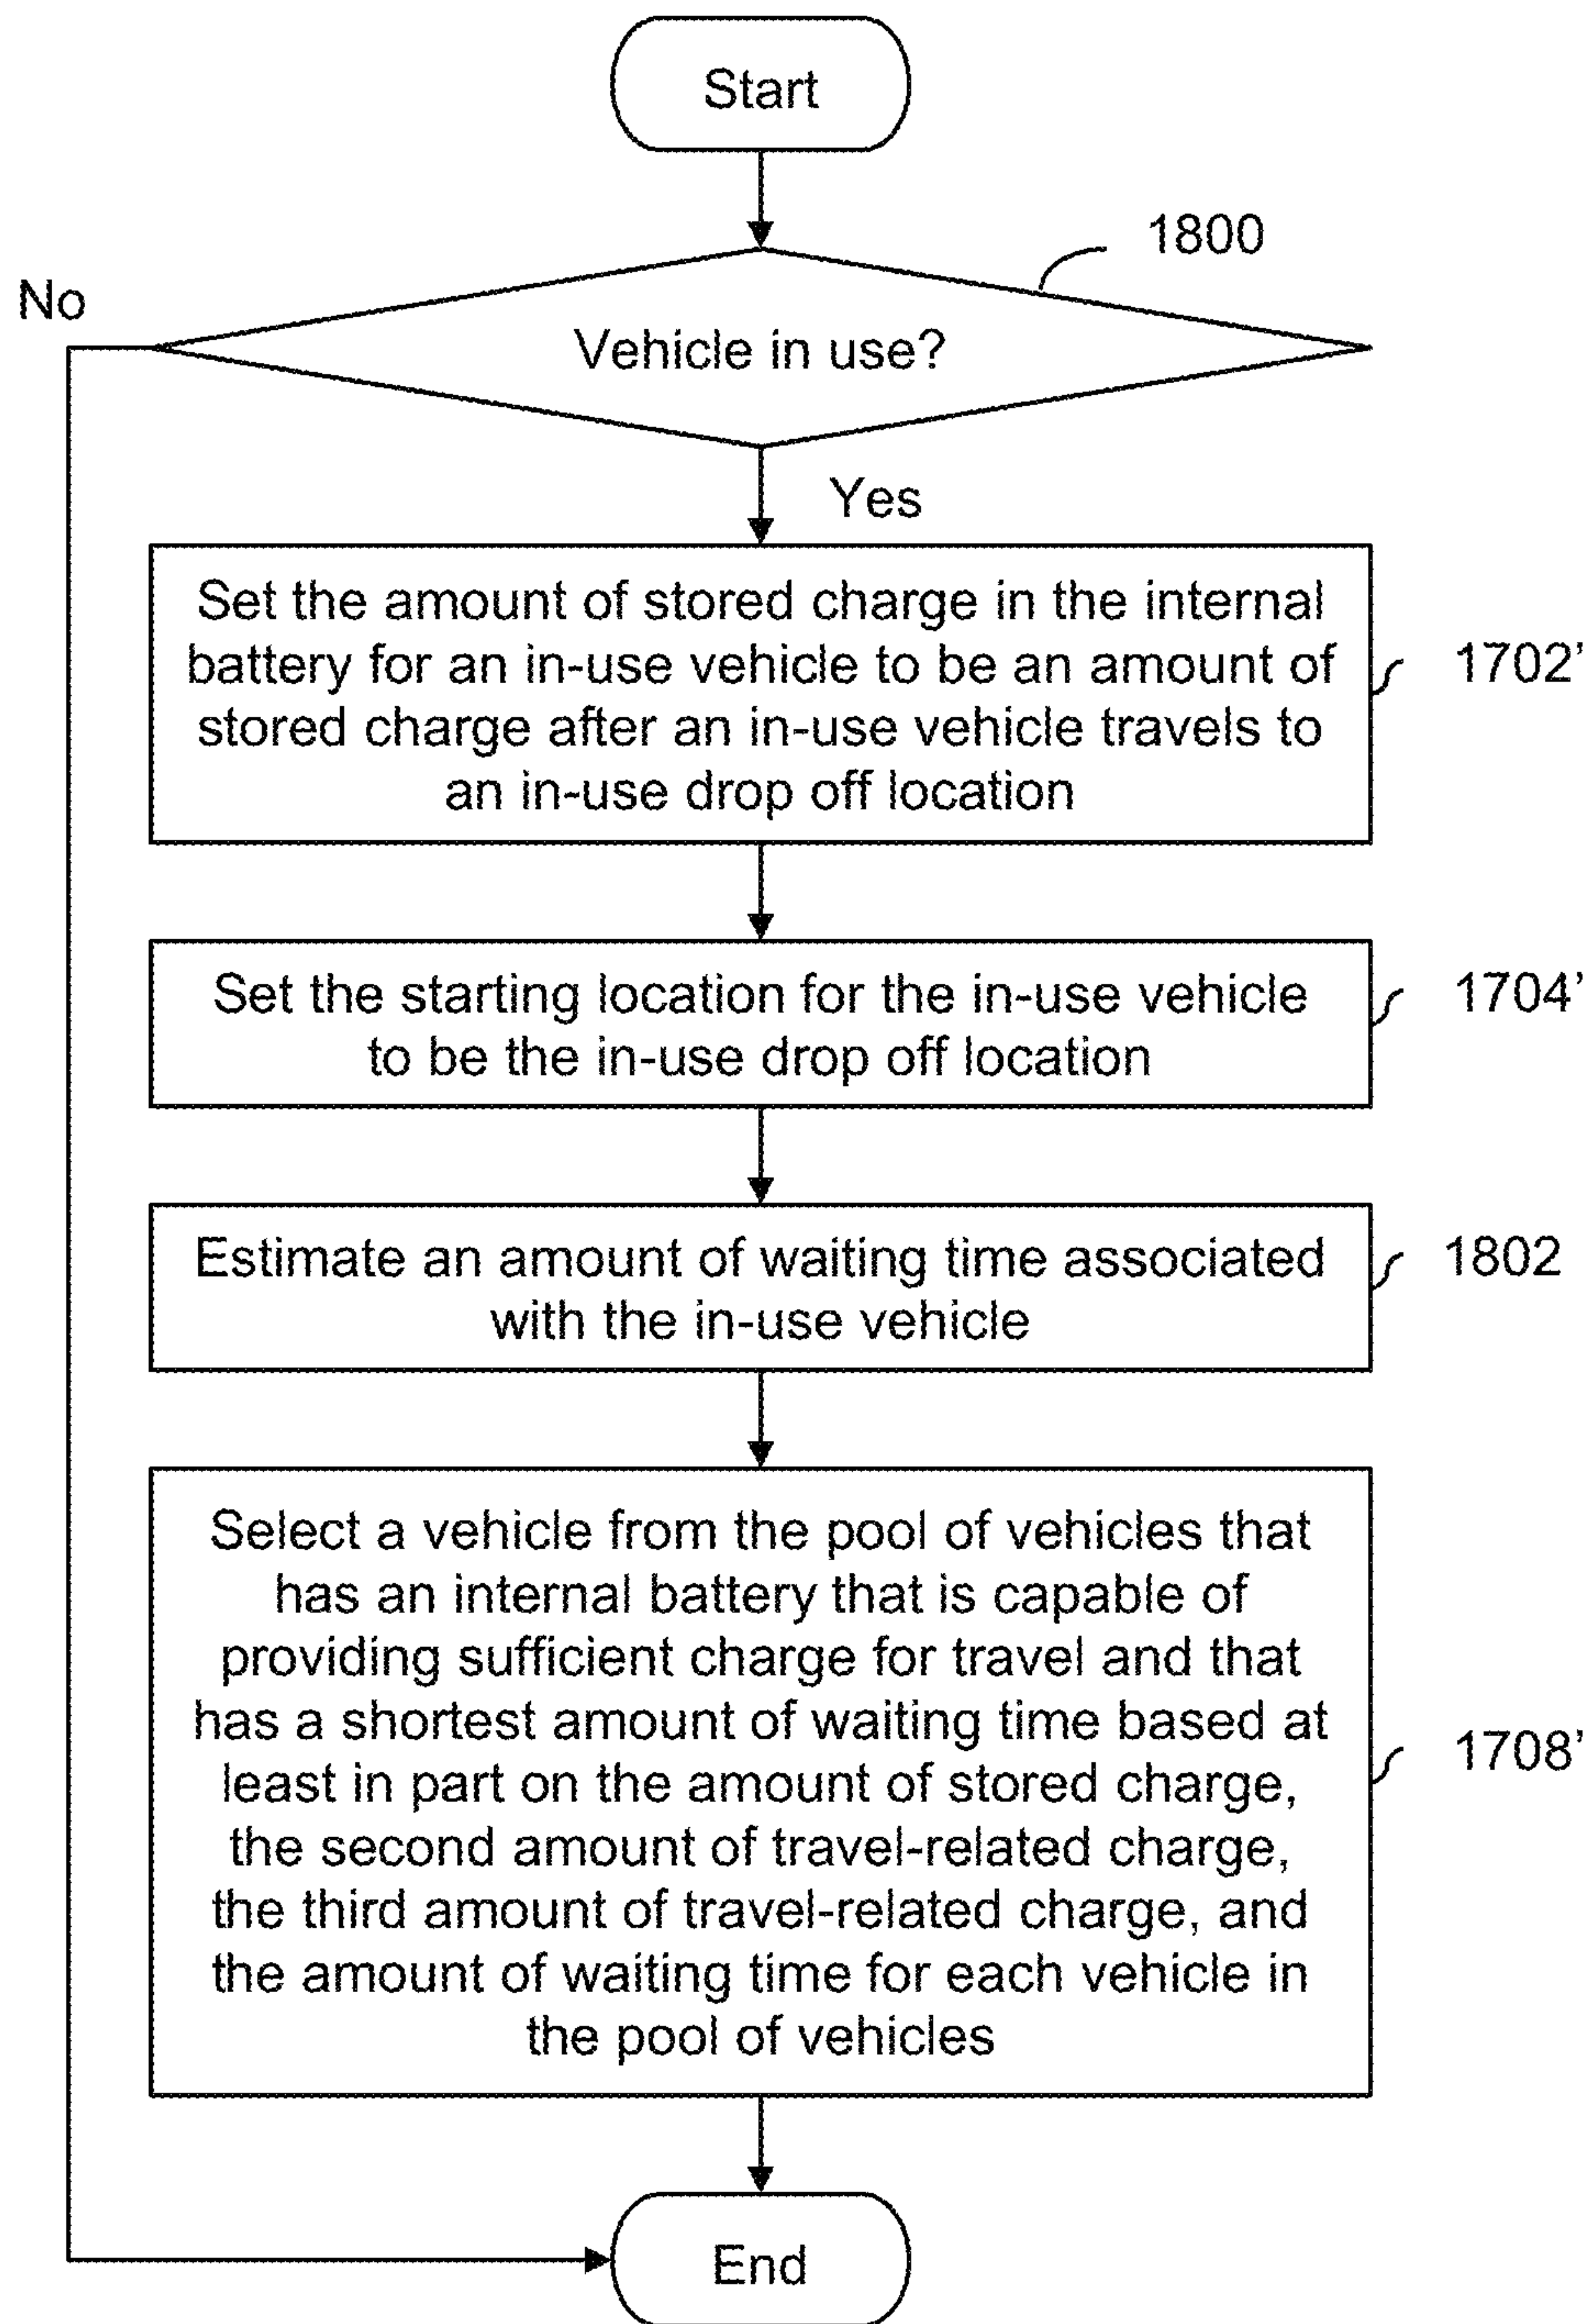 Start
1800
No
Vehicle in use?
Yes
Set the amount of stored charge in the internal
battery for an in-use vehicle to be an amount of
stored charge after an in-use vehicle travels to
an in-use drop off location
1702'
Set the starting location for the in-use vehicle
to be the in-use drop off location
1704'
Estimate an amount of waiting time associated
with the in-use vehicle
1802
Select a vehicle from the pool of vehicles that
has an internal battery that is capable of
providing sufficient charge for travel and that
has a shortest amount of waiting time based at
least in part on the amount of stored charge,
the second amount of travel-related charge,
the third amount of travel-related charge, and
the amount of waiting time for each vehicle in
the pool of vehicles
1708'
End